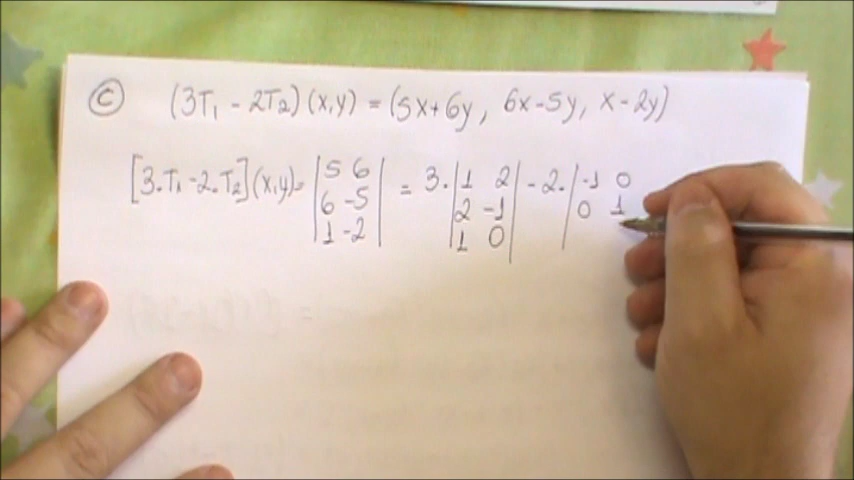 Ⓒ (3T₁ - 2T₂)(x,y) = (5x+6y, 6x-5y, x-2y)
[3.T₁-2.T₂](x,y)= |5 6| = 3.|1 2| -2.|-1 0
|6 -5| |2 -1| |0 1
|1 -2| |1 0|